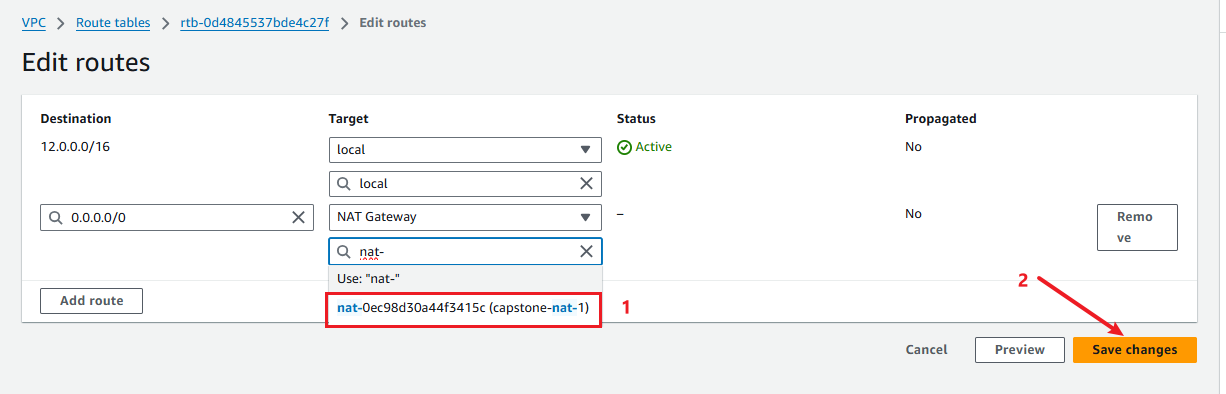 VPC > Route tables > rtb-0d4845537bde4c27f > Edit routes
Edit routes
Destination Target Status Propagated
12.0.0.0/16 local Active No
local
0.0.0.0/0 NAT Gateway – No Remo
ve
nat-
Use: "nat-"
Add route nat-0ec98d30a44f3415c (capstone-nat-1) 1
2
Cancel Preview Save changes